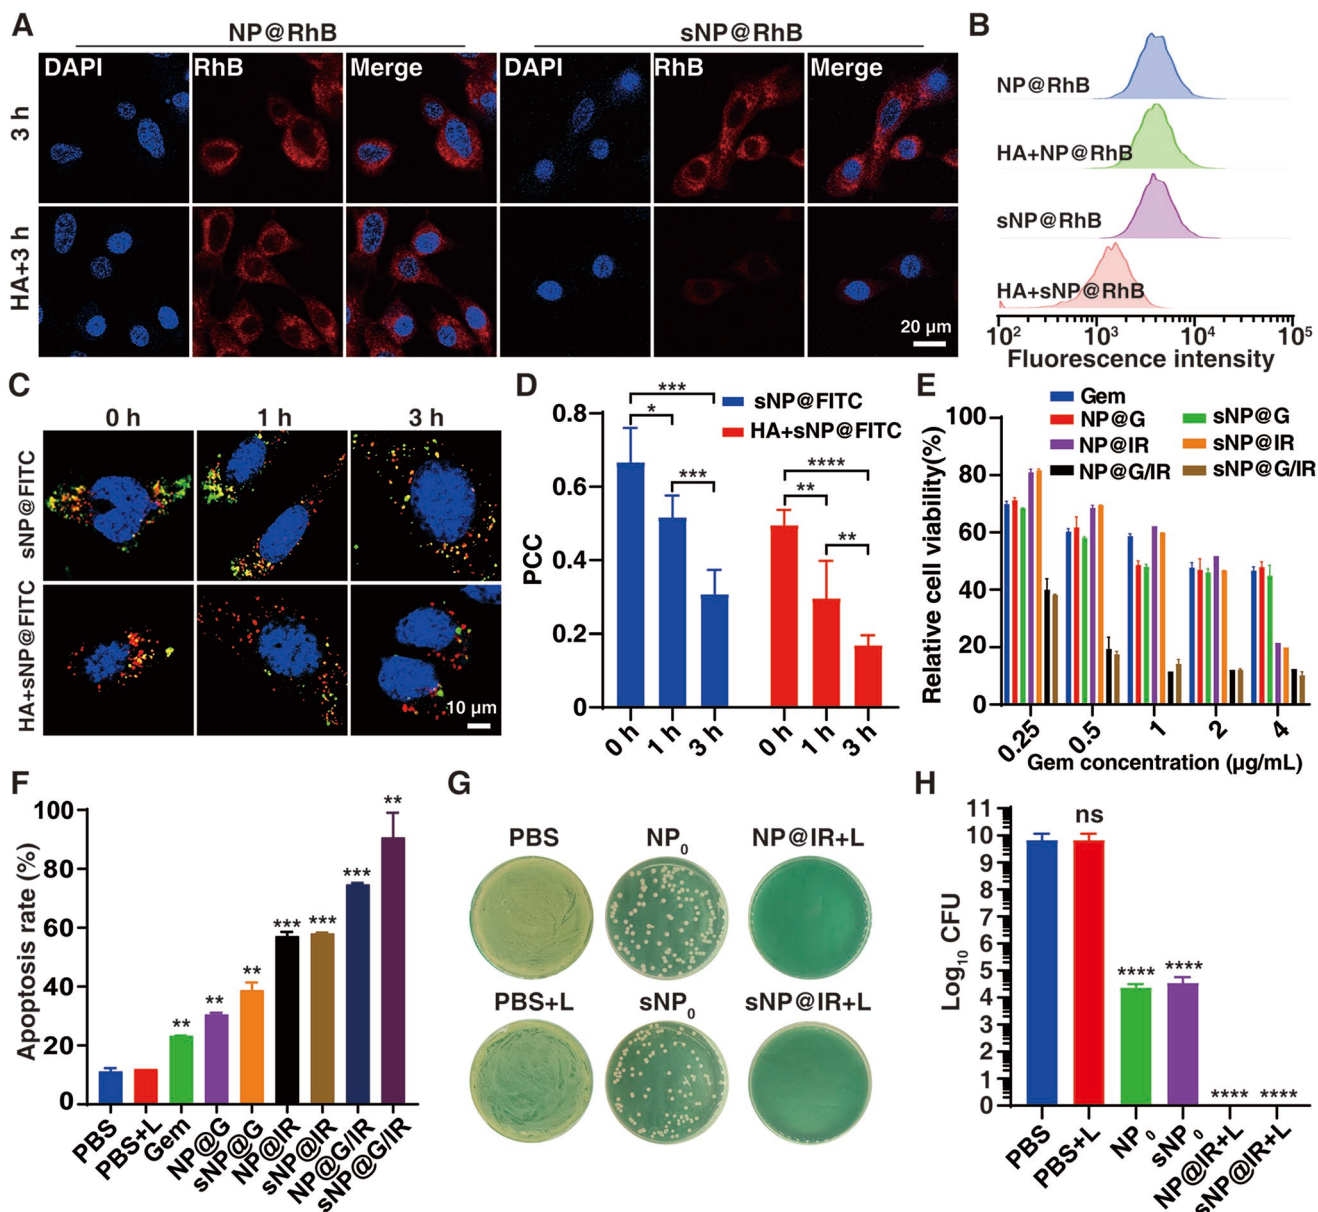 A
NP@RhB
sNP@RhB
DAPI
RhB
Merge
DAPI
RhB
Merge
3 h
HA+3 h
20 μm
B
NP@RhB
HA+NP@RhB
sNP@RhB
HA+sNP@RhB
10² 10³ 10⁴ 10⁵
Fluorescence intensity
C
0 h
1 h
3 h
sNP@FITC
HA+sNP@FITC
10 μm
D
sNP@FITC
HA+sNP@FITC
***
*
***
****
**
**
PCC
0.8
0.6
0.4
0.2
0
0 h
1 h
3 h
0 h
1 h
3 h
E
Gem
NP@G
sNP@G
NP@IR
sNP@IR
NP@G/IR
sNP@G/IR
Relative cell viability(%)
100
80
60
40
20
0
0.25
0.5
1
2
4
Gem concentration (μg/mL)
F
Apoptosis rate (%)
100
80
60
40
20
0
**
**
**
***
***
***
**
PBS
PBS+L
Gem
NP@G
sNP@G
NP@IR
sNP@IR
NP@G/IR
sNP@G/IR
G
PBS
NP₀
NP@IR+L
PBS+L
sNP₀
sNP@IR+L
H
Log₁₀ CFU
11
10
9
8
7
6
5
4
3
2
1
0
ns
****
****
****
****
PBS
PBS+L
NP₀
sNP₀
NP@IR+L
sNP@IR+L